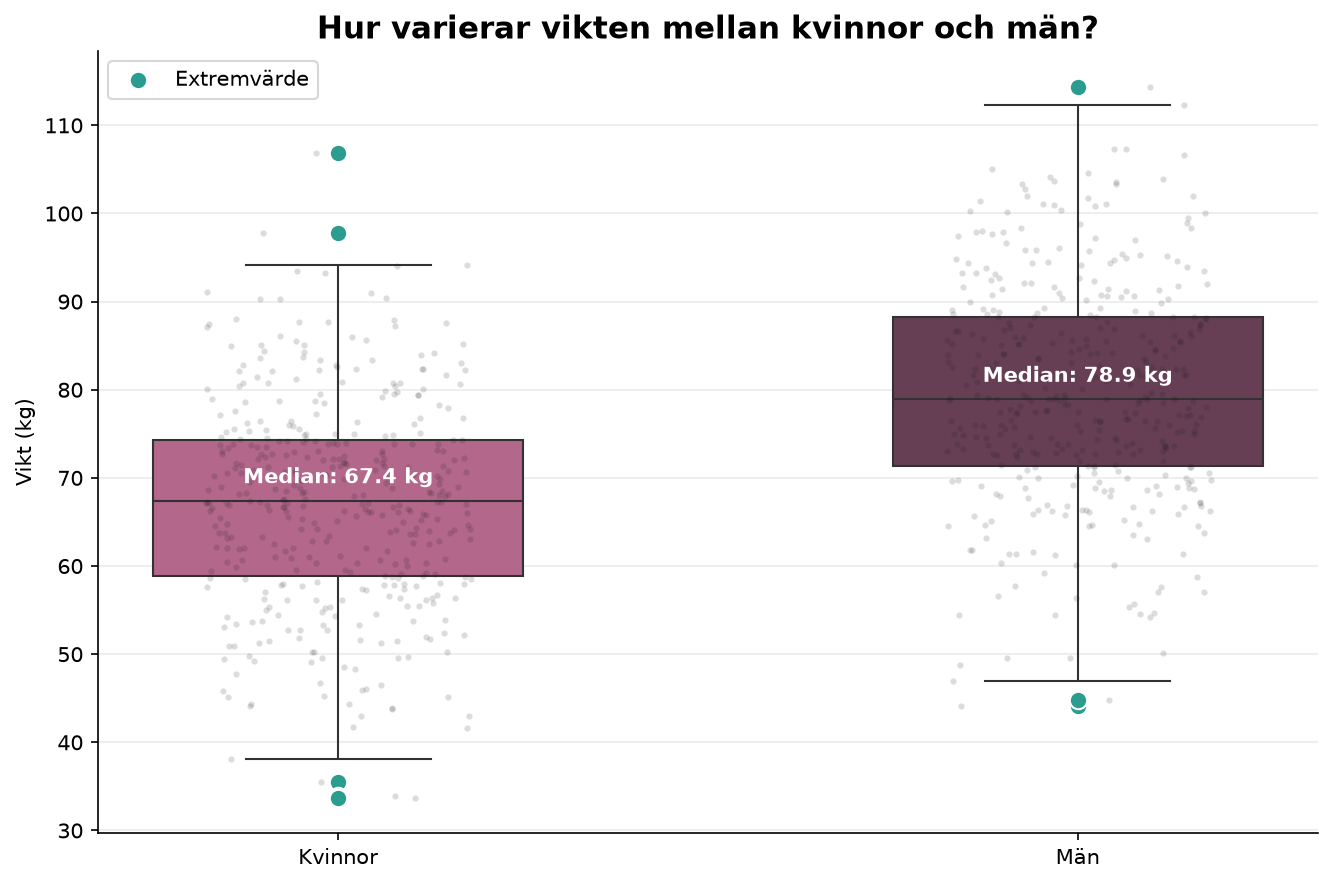 Hur varierar vikten mellan kvinnor och män?
Extremvärde
110
100
90
80
70
60
50
40
30
Vikt (kg)
Median: 67.4 kg
Median: 78.9 kg
Kvinnor
Män